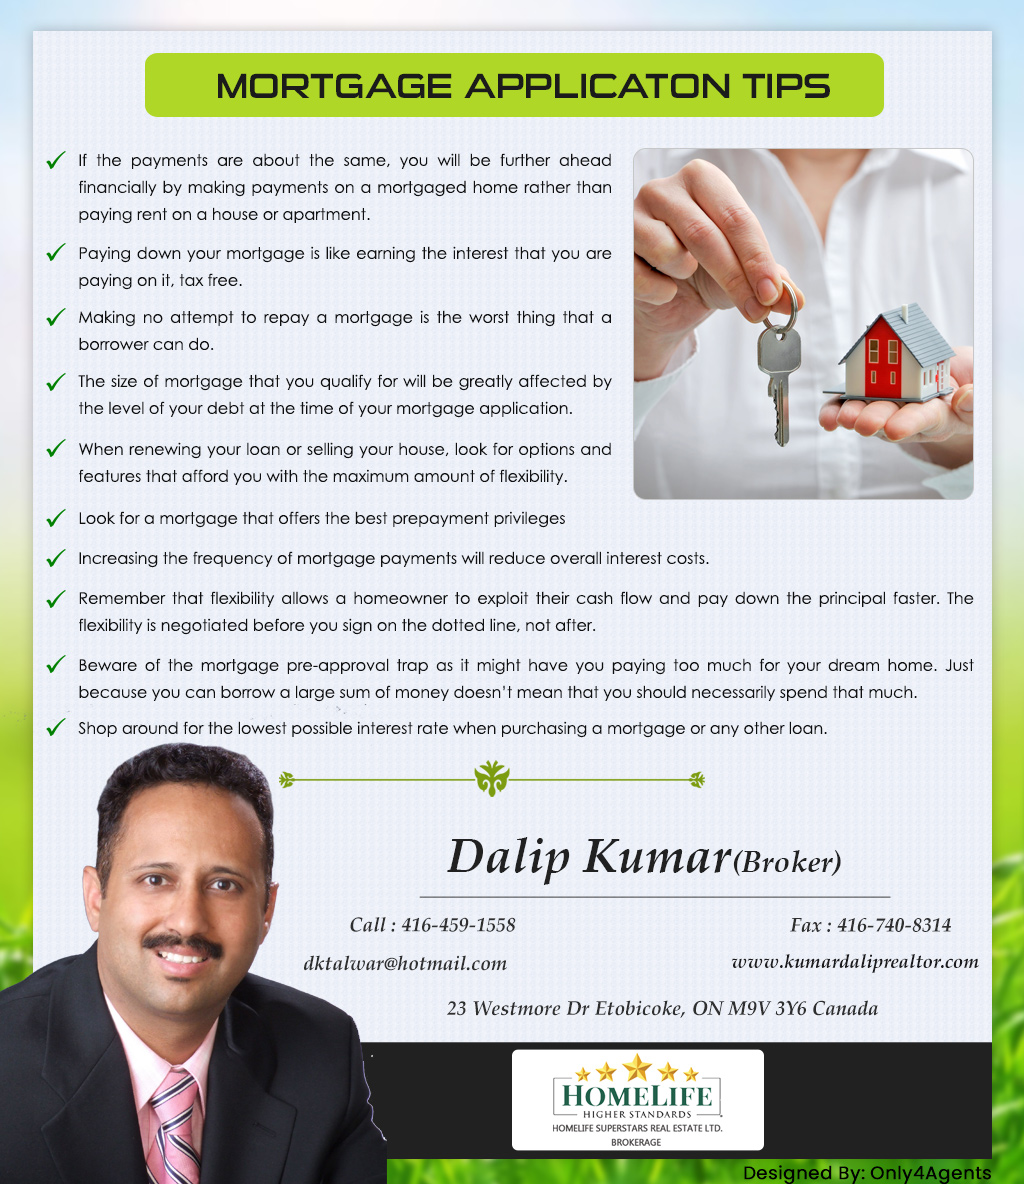 MORTGAGE APPLICATON TIPS
If the payments are about the same, you will be further ahead
financially by making payments on a mortgaged home rather than
paying rent on a house or apartment.
Paying down your mortgage is like earning the interest that you are
paying on it, tax free.
Making no attempt to repay a mortgage is the worst thing that a
borrower can do.
The size of mortgage that you qualify for will be greatly affected by
the level of your debt at the time of your mortgage application.
When renewing your loan or selling your house, look for options and
features that afford you with the maximum amount of flexibility.
Look for a mortgage that offers the best prepayment privileges
Increasing the frequency of mortgage payments will reduce overall interest costs.
Remember that flexibility allows a homeowner to exploit their cash flow and pay down the principal faster. The
flexibility is negotiated before you sign on the dotted line, not after.
Beware of the mortgage pre-approval trap as it might have you paying too much for your dream home. Just
because you can borrow a large sum of money doesn't mean that you should necessarily spend that much.
Shop around for the lowest possible interest rate when purchasing a mortgage or any other loan.
Dalip Kumar(Broker)
Call : 416-459-1558
Fax : 416-740-8314
dktalwar@hotmail.com
www.kumardaliprealtor.com
23 Westmore Dr Etobicoke, ON M9V 3Y6 Canada
HOMELIFE
HIGHER STANDARDS
HOMELIFE SUPERSTARS REAL ESTATE LTD.
BROKERAGE
Designed By: Only4Agents